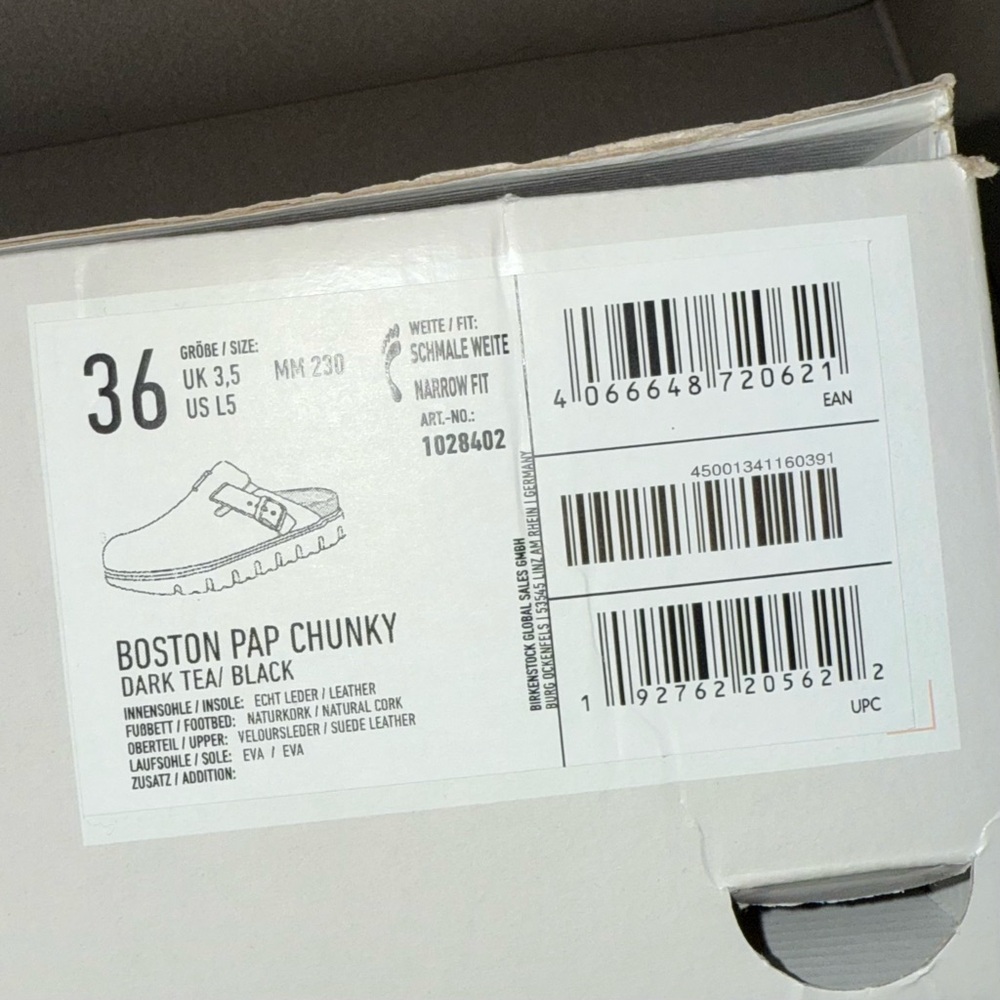 36
GRÖßE / SIZE:
UK 3,5
US L5
MM 230
WEITE / FIT:
SCHMALE WEITE
NARROW FIT
ART.-NO.:
1028402
BOSTON PAP CHUNKY
DARK TEA/ BLACK
INNENSOHLE / INSOLE: ECHT LEDER / LEATHER
FUßBETT / FOOTBED: NATURKORK / NATURAL CORK
OBERTEIL / UPPER: VELOURSLEDER / SUEDE LEATHER
LAUFSOHLE / SOLE: EVA / EVA
ZUSATZ / ADDITION:
BIRKENSTOCK GLOBAL SALES GMBH
BURG OCKENFELS | 53545 LINZ AM RHEIN | GERMANY
4 066648 720621
EAN
45001341160391
1 92762 20562 2
UPC